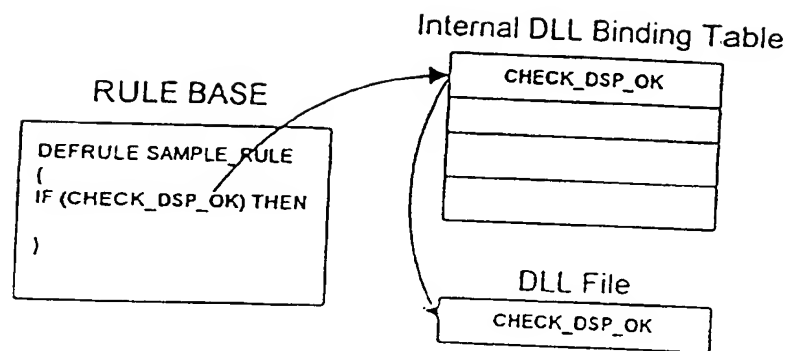 Internal DLL Binding Table
CHECK_DSP_OK
RULE BASE
DEFRULE SAMPLE_RULE
(
IF (CHECK_DSP_OK) THEN
)
DLL File
CHECK_DSP_OK